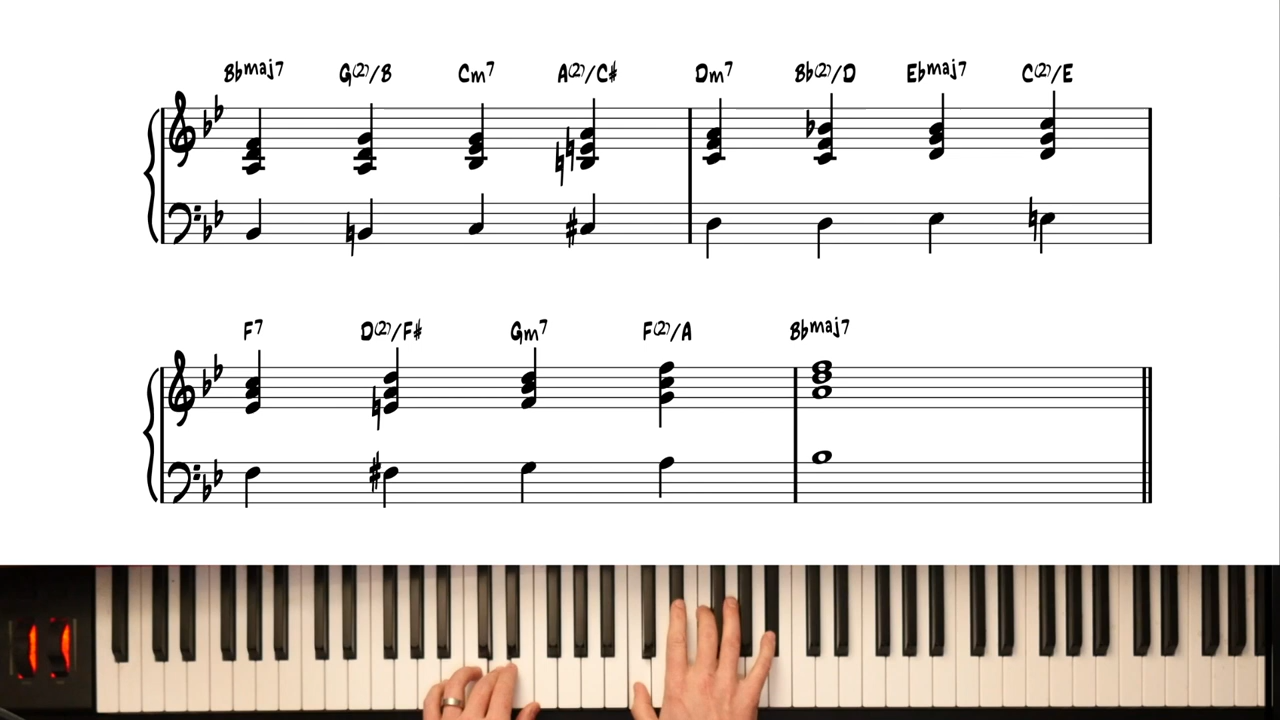 Bbmaj7 G(2)/B Cm7 A(2)/C# Dm7 Bb(2)/D Ebmaj7 C(2)/E
F7 D(2)/F# Gm7 F(2)/A Bbmaj7